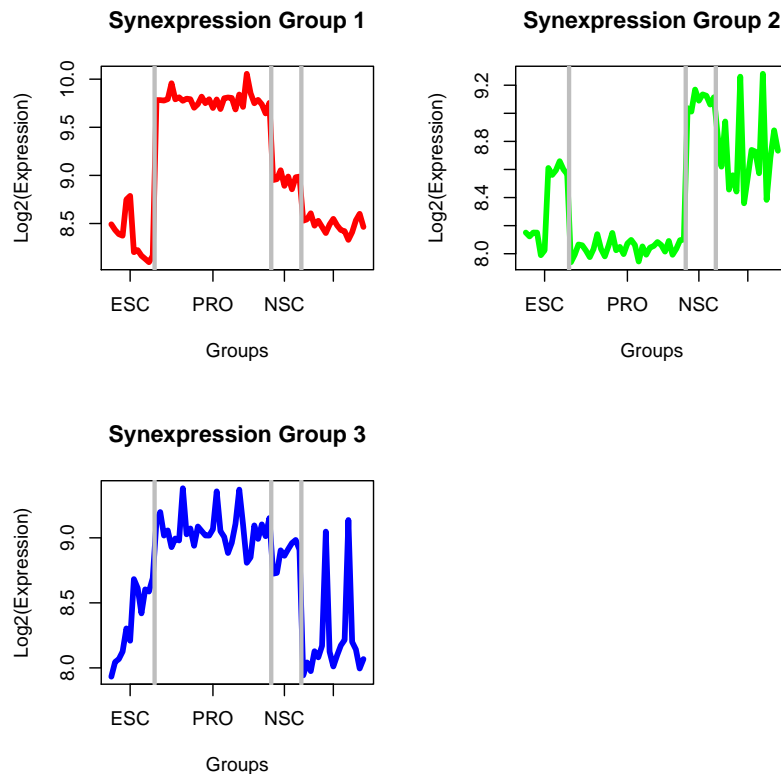 Synexpression Group 1
Log2(Expression)
10.0
9.5
9.0
8.5
ESC PRO NSC
Groups
Synexpression Group 2
Log2(Expression)
9.2
8.8
8.4
8.0
ESC PRO NSC
Groups
Synexpression Group 3
Log2(Expression)
9.0
8.5
8.0
ESC PRO NSC
Groups